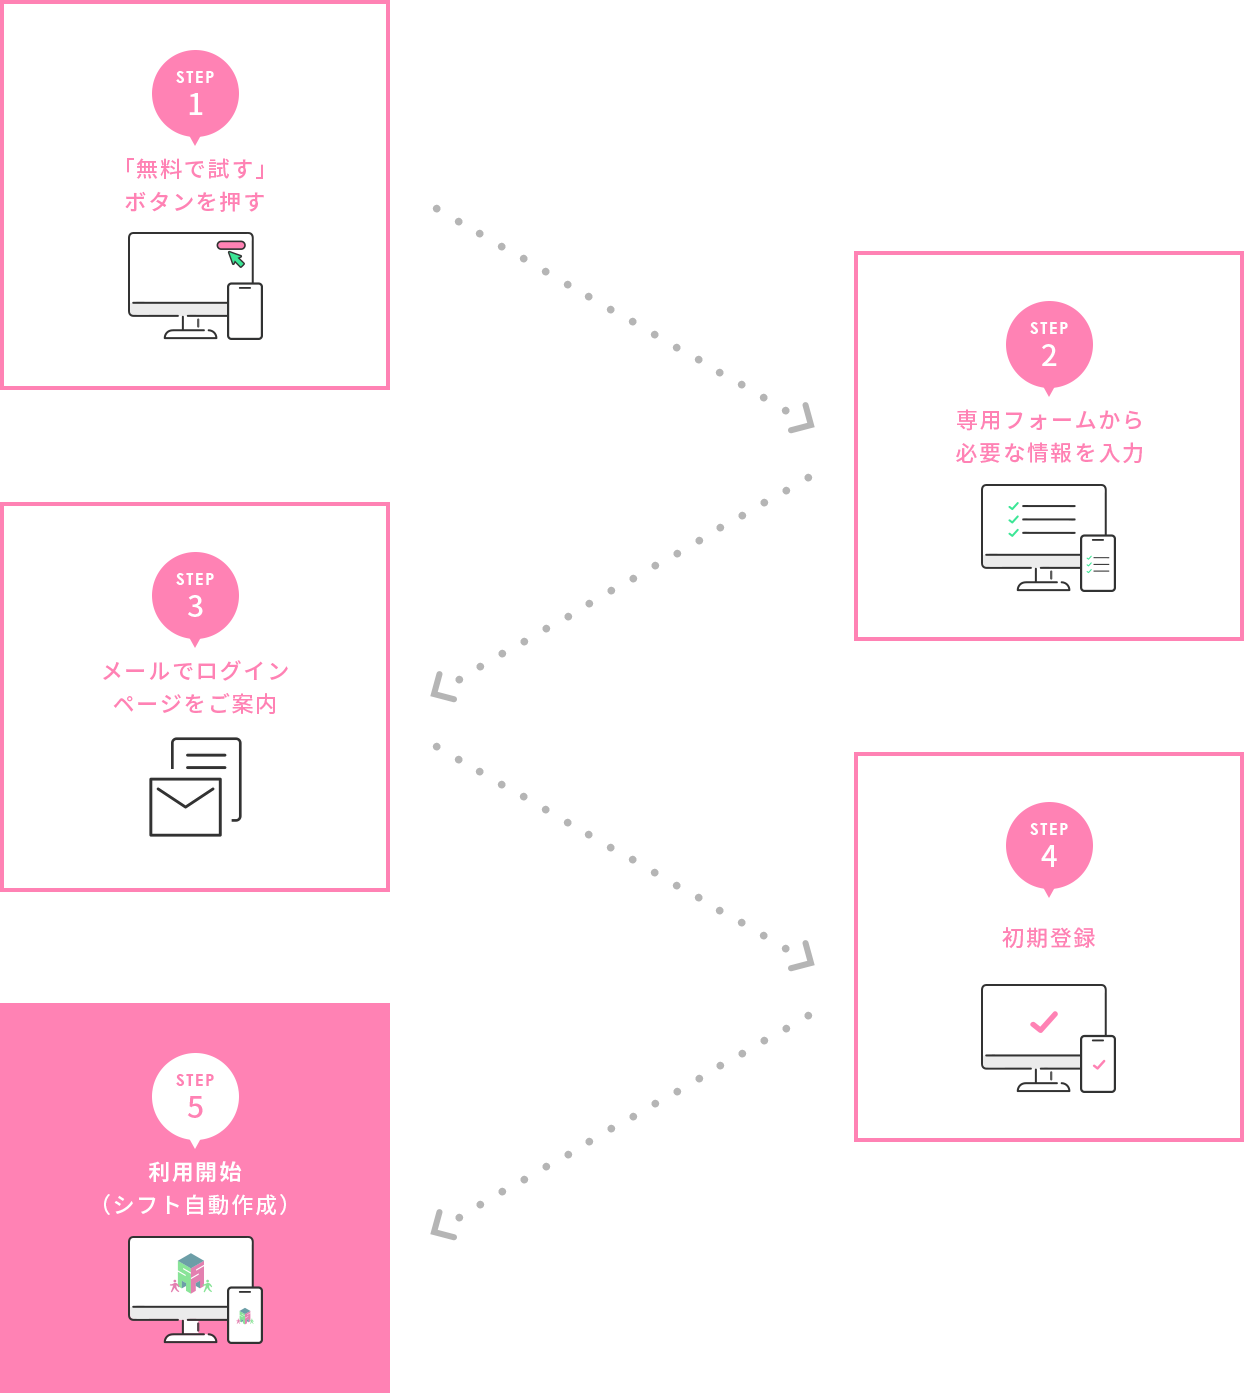 STEP
1
「無料で試す」
ボタンを押す
STEP
2
専用フォームから
必要な情報を入力
STEP
3
メールでログイン
ページをご案内
STEP
4
初期登録
STEP
5
利用開始
（シフト自動作成）